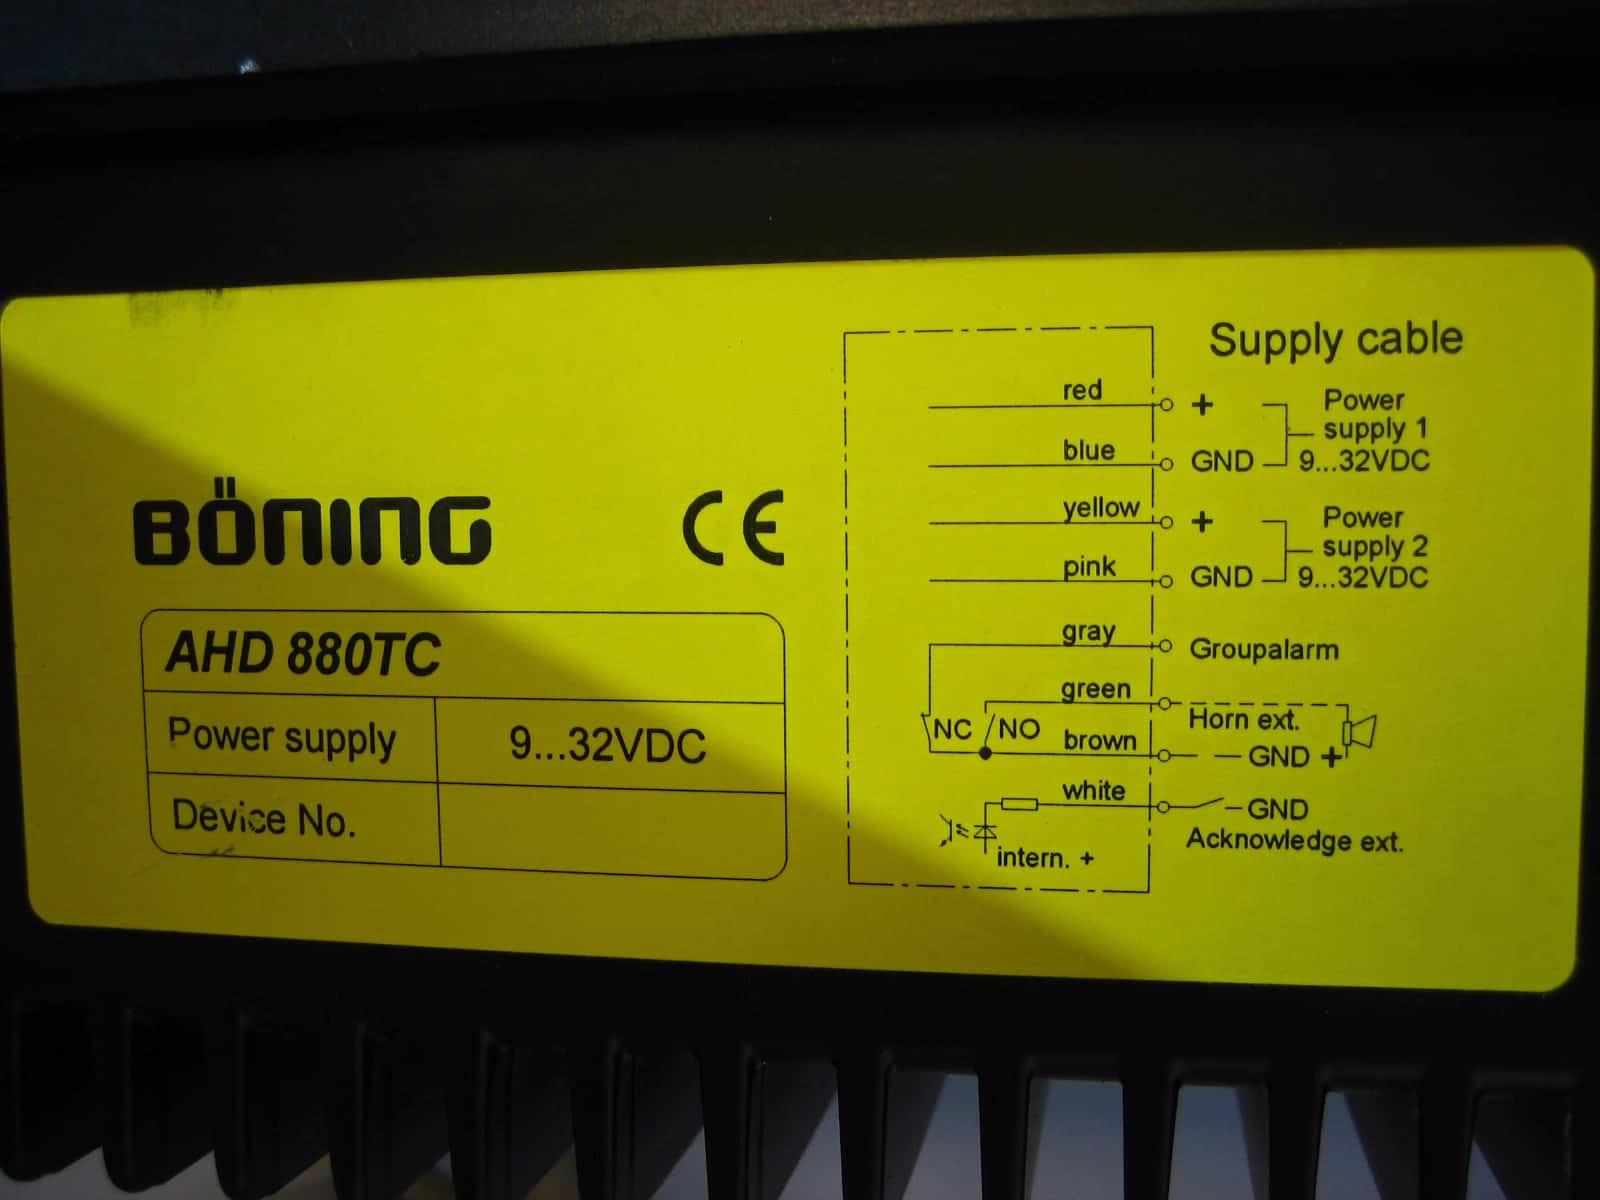 BÖNING
CE
AHD 880TC
Power supply 9...32VDC
Device No.
Supply cable
red + Power
supply 1
blue GND 9...32VDC
yellow + Power
supply 2
pink GND 9...32VDC
gray Groupalarm
green
Horn ext.
NC NO brown GND +
white GND
Acknowledge ext.
intern. +